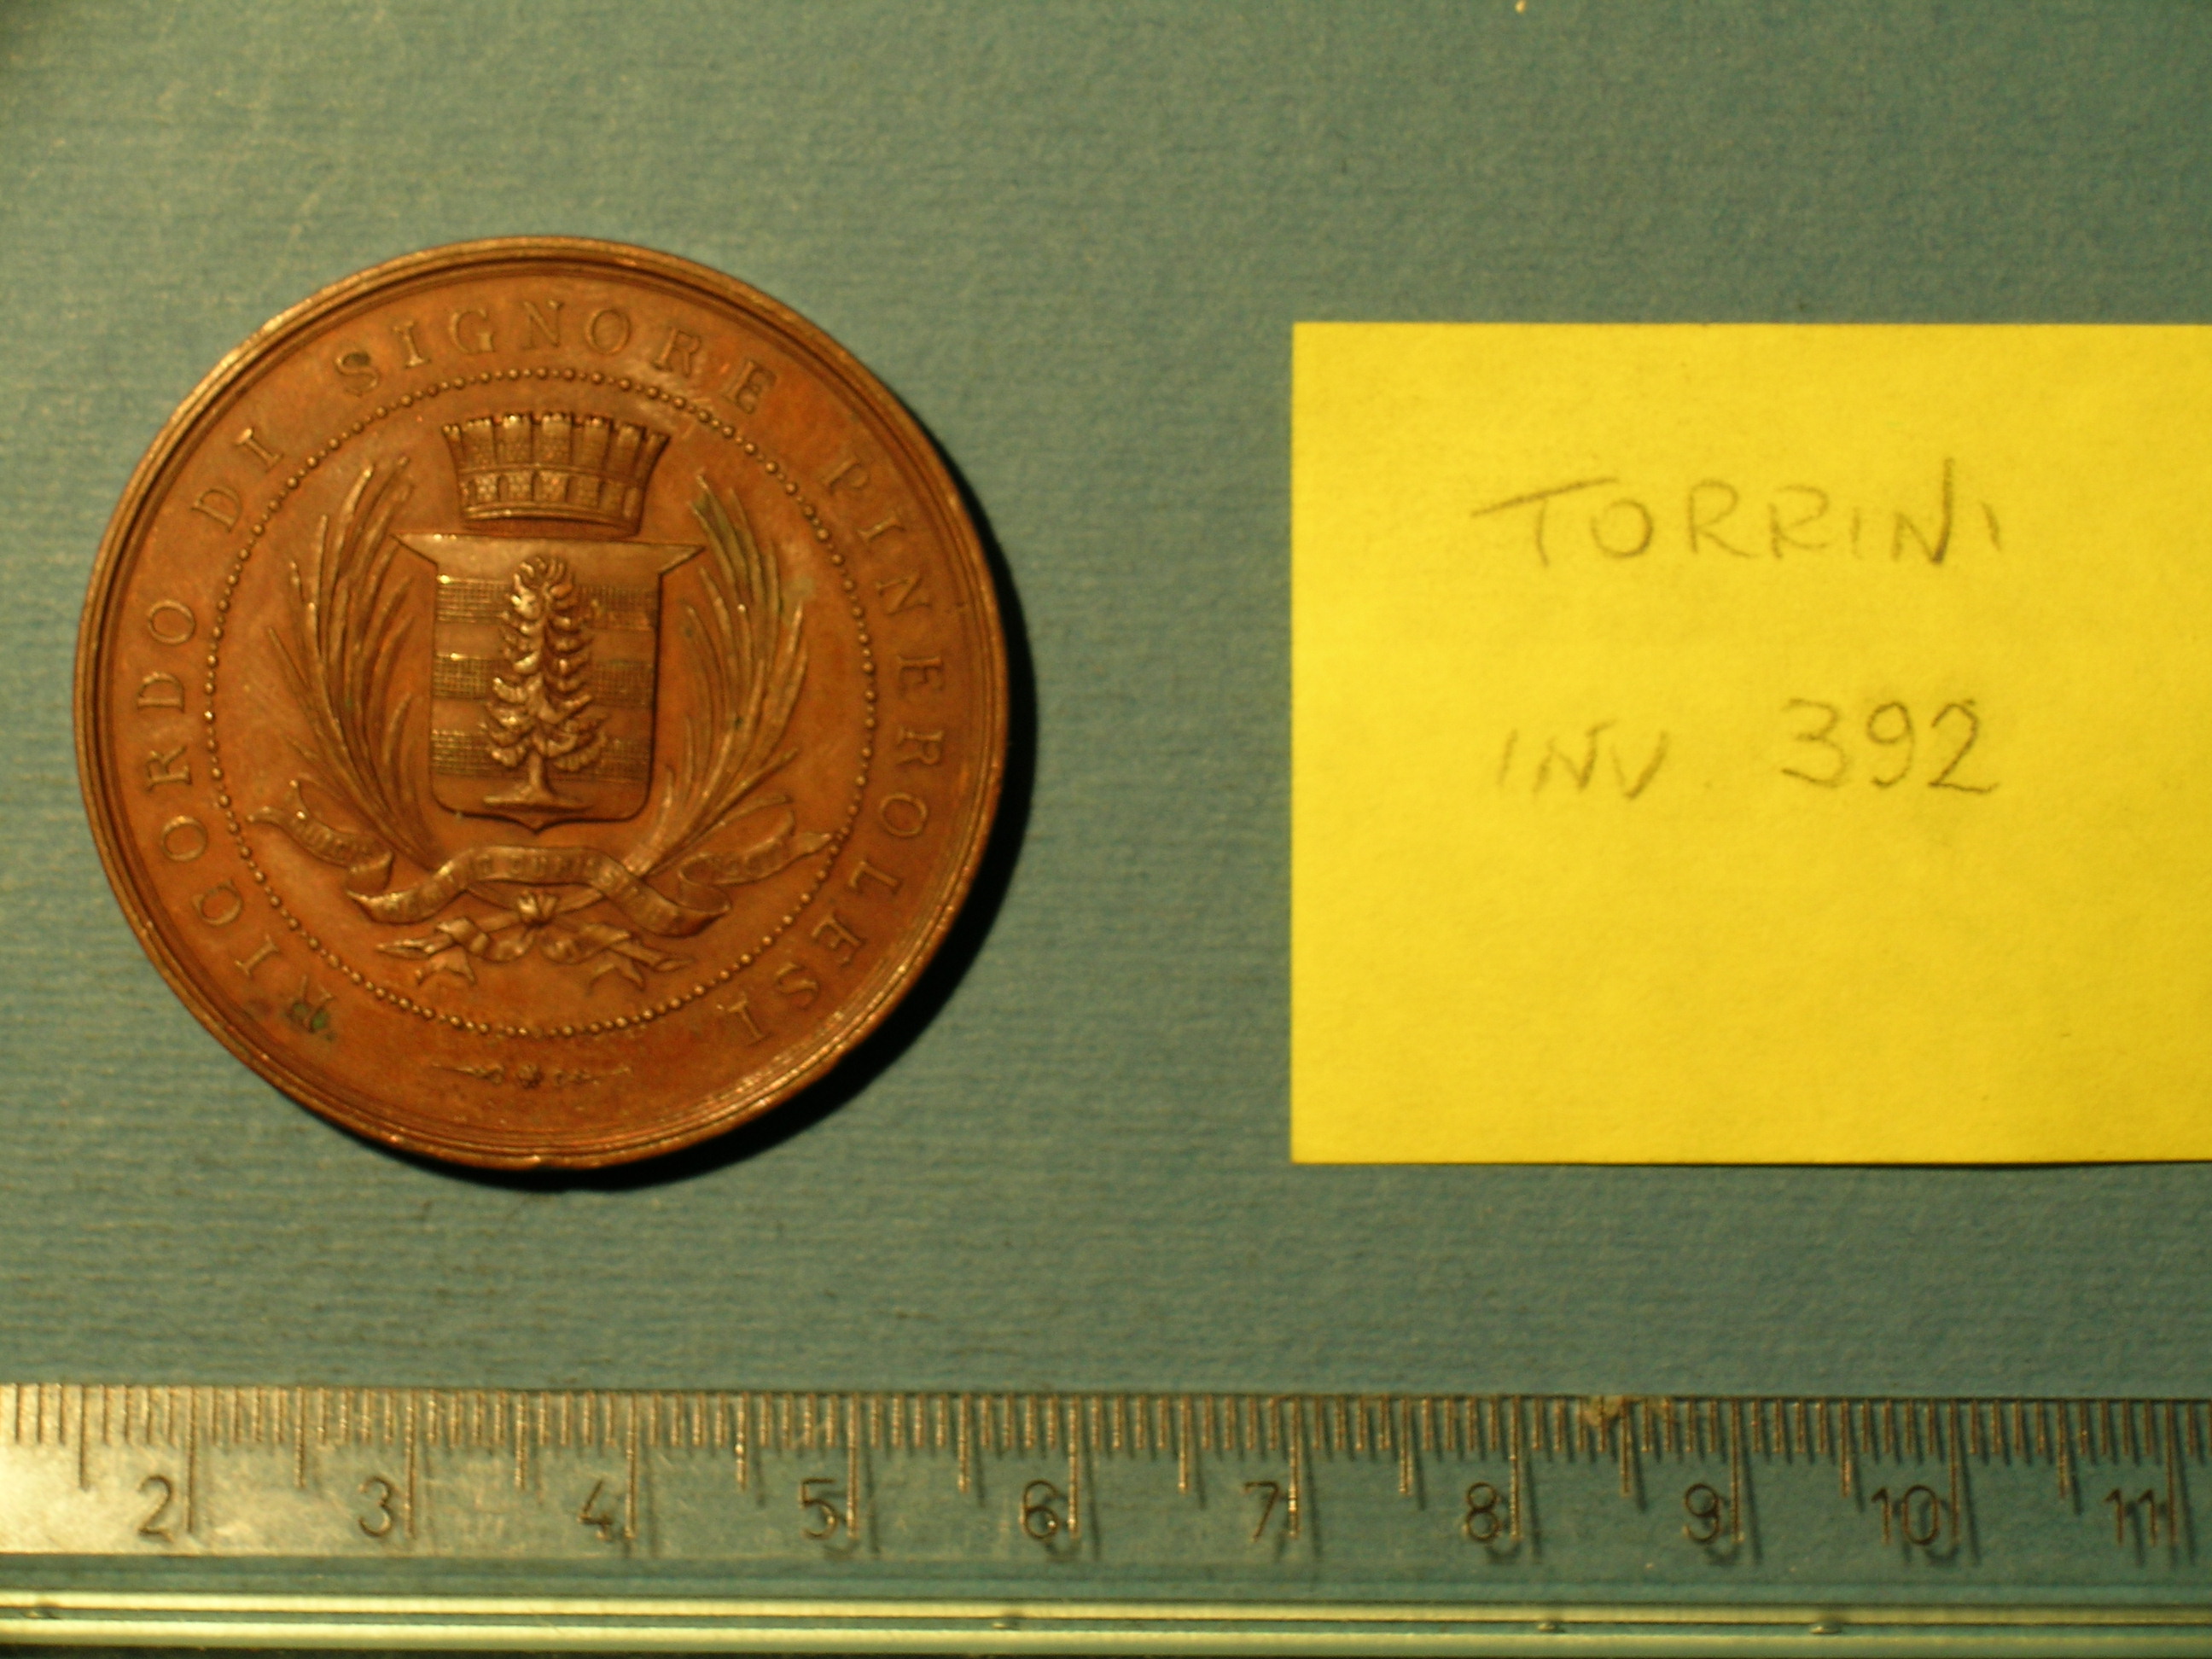 RICORDO DI SIGNORE PINEROLESI
TORRINI
INV. 392
2 3 4 5 6 7 8 9 10 11